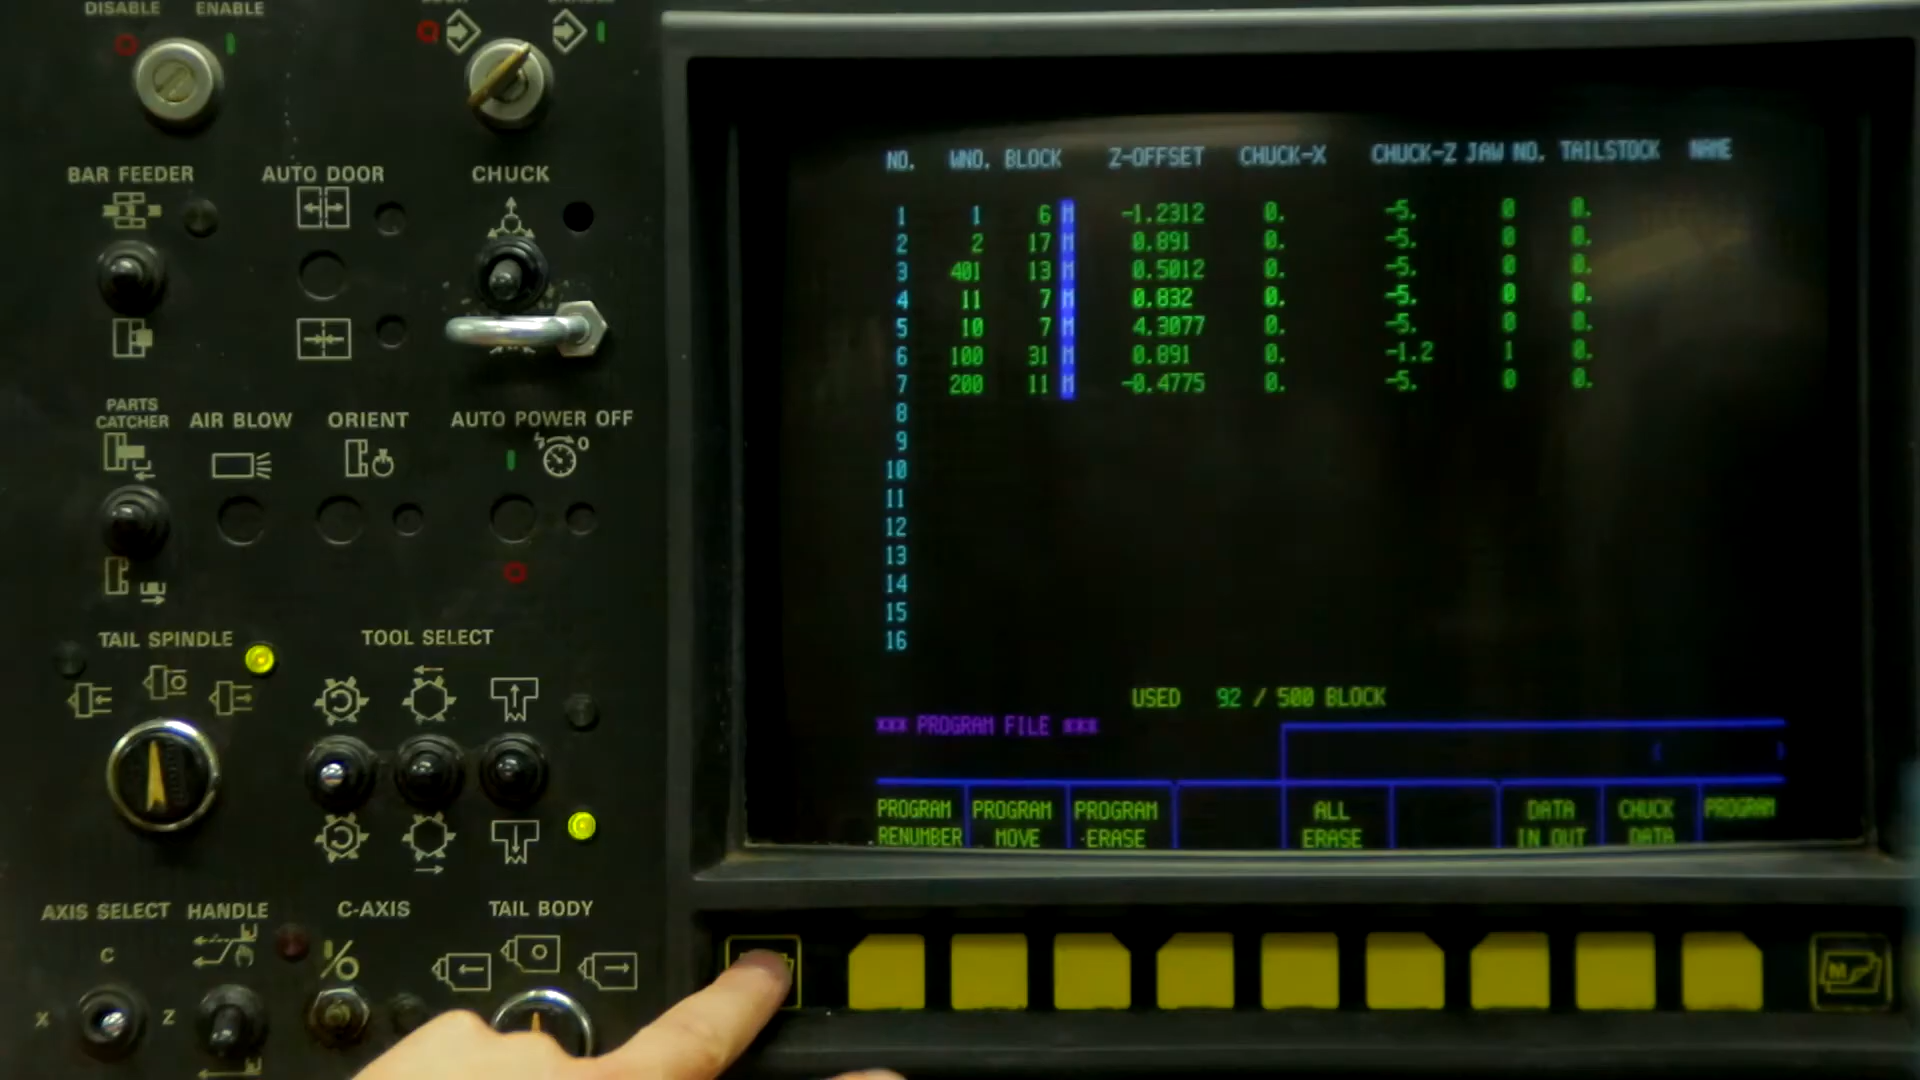 DISABLE ENABLE
BAR FEEDER AUTO DOOR CHUCK
PARTS CATCHER AIR BLOW ORIENT AUTO POWER OFF
TAIL SPINDLE TOOL SELECT
AXIS SELECT HANDLE C-AXIS TAIL BODY
C
X Z
NO. WNO. BLOCK Z-OFFSET CHUCK-X CHUCK-Z JAW NO. TAILSTOCK NAME
1 1 6 M -1.2312 0. -5. 0 0.
2 2 17 M 0.891 0. -5. 0 0.
3 401 13 M 0.5012 0. -5. 0 0.
4 11 7 M 0.832 0. -5. 0 0.
5 10 7 M 4.3077 0. -5. 0 0.
6 100 31 M 0.891 0. -1.2 1 0.
7 200 11 M -0.4775 0. -5. 0 0.
8
9
10
11
12
13
14
15
16
USED 92 / 500 BLOCK
*** PROGRAM FILE ***
( )
PROGRAM PROGRAM PROGRAM ALL DATA CHUCK PROGRAM
RENUMBER MOVE ERASE ERASE IN OUT DATA
M